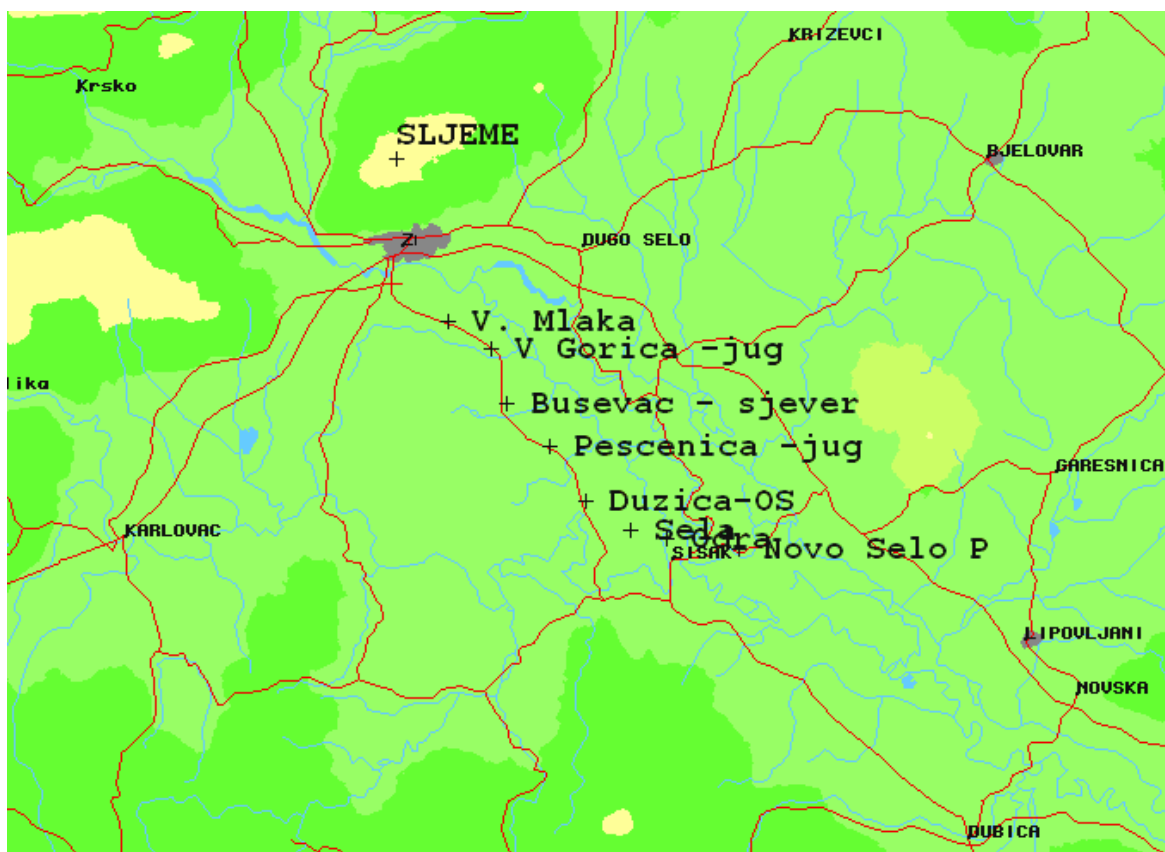 KRIZEVCI
Krsko
SLJEME
BJELOVAR
DUGO SELO
V. Mlaka
V Gorica -jug
lika
Busevac - sjever
Pescenica -jug
GARESNICA
Duzica-OS
KARLOVAC
Sela
Odra
SISAK
Novo Selo P
LIPOVLJANI
NOVSKA
DUBICA